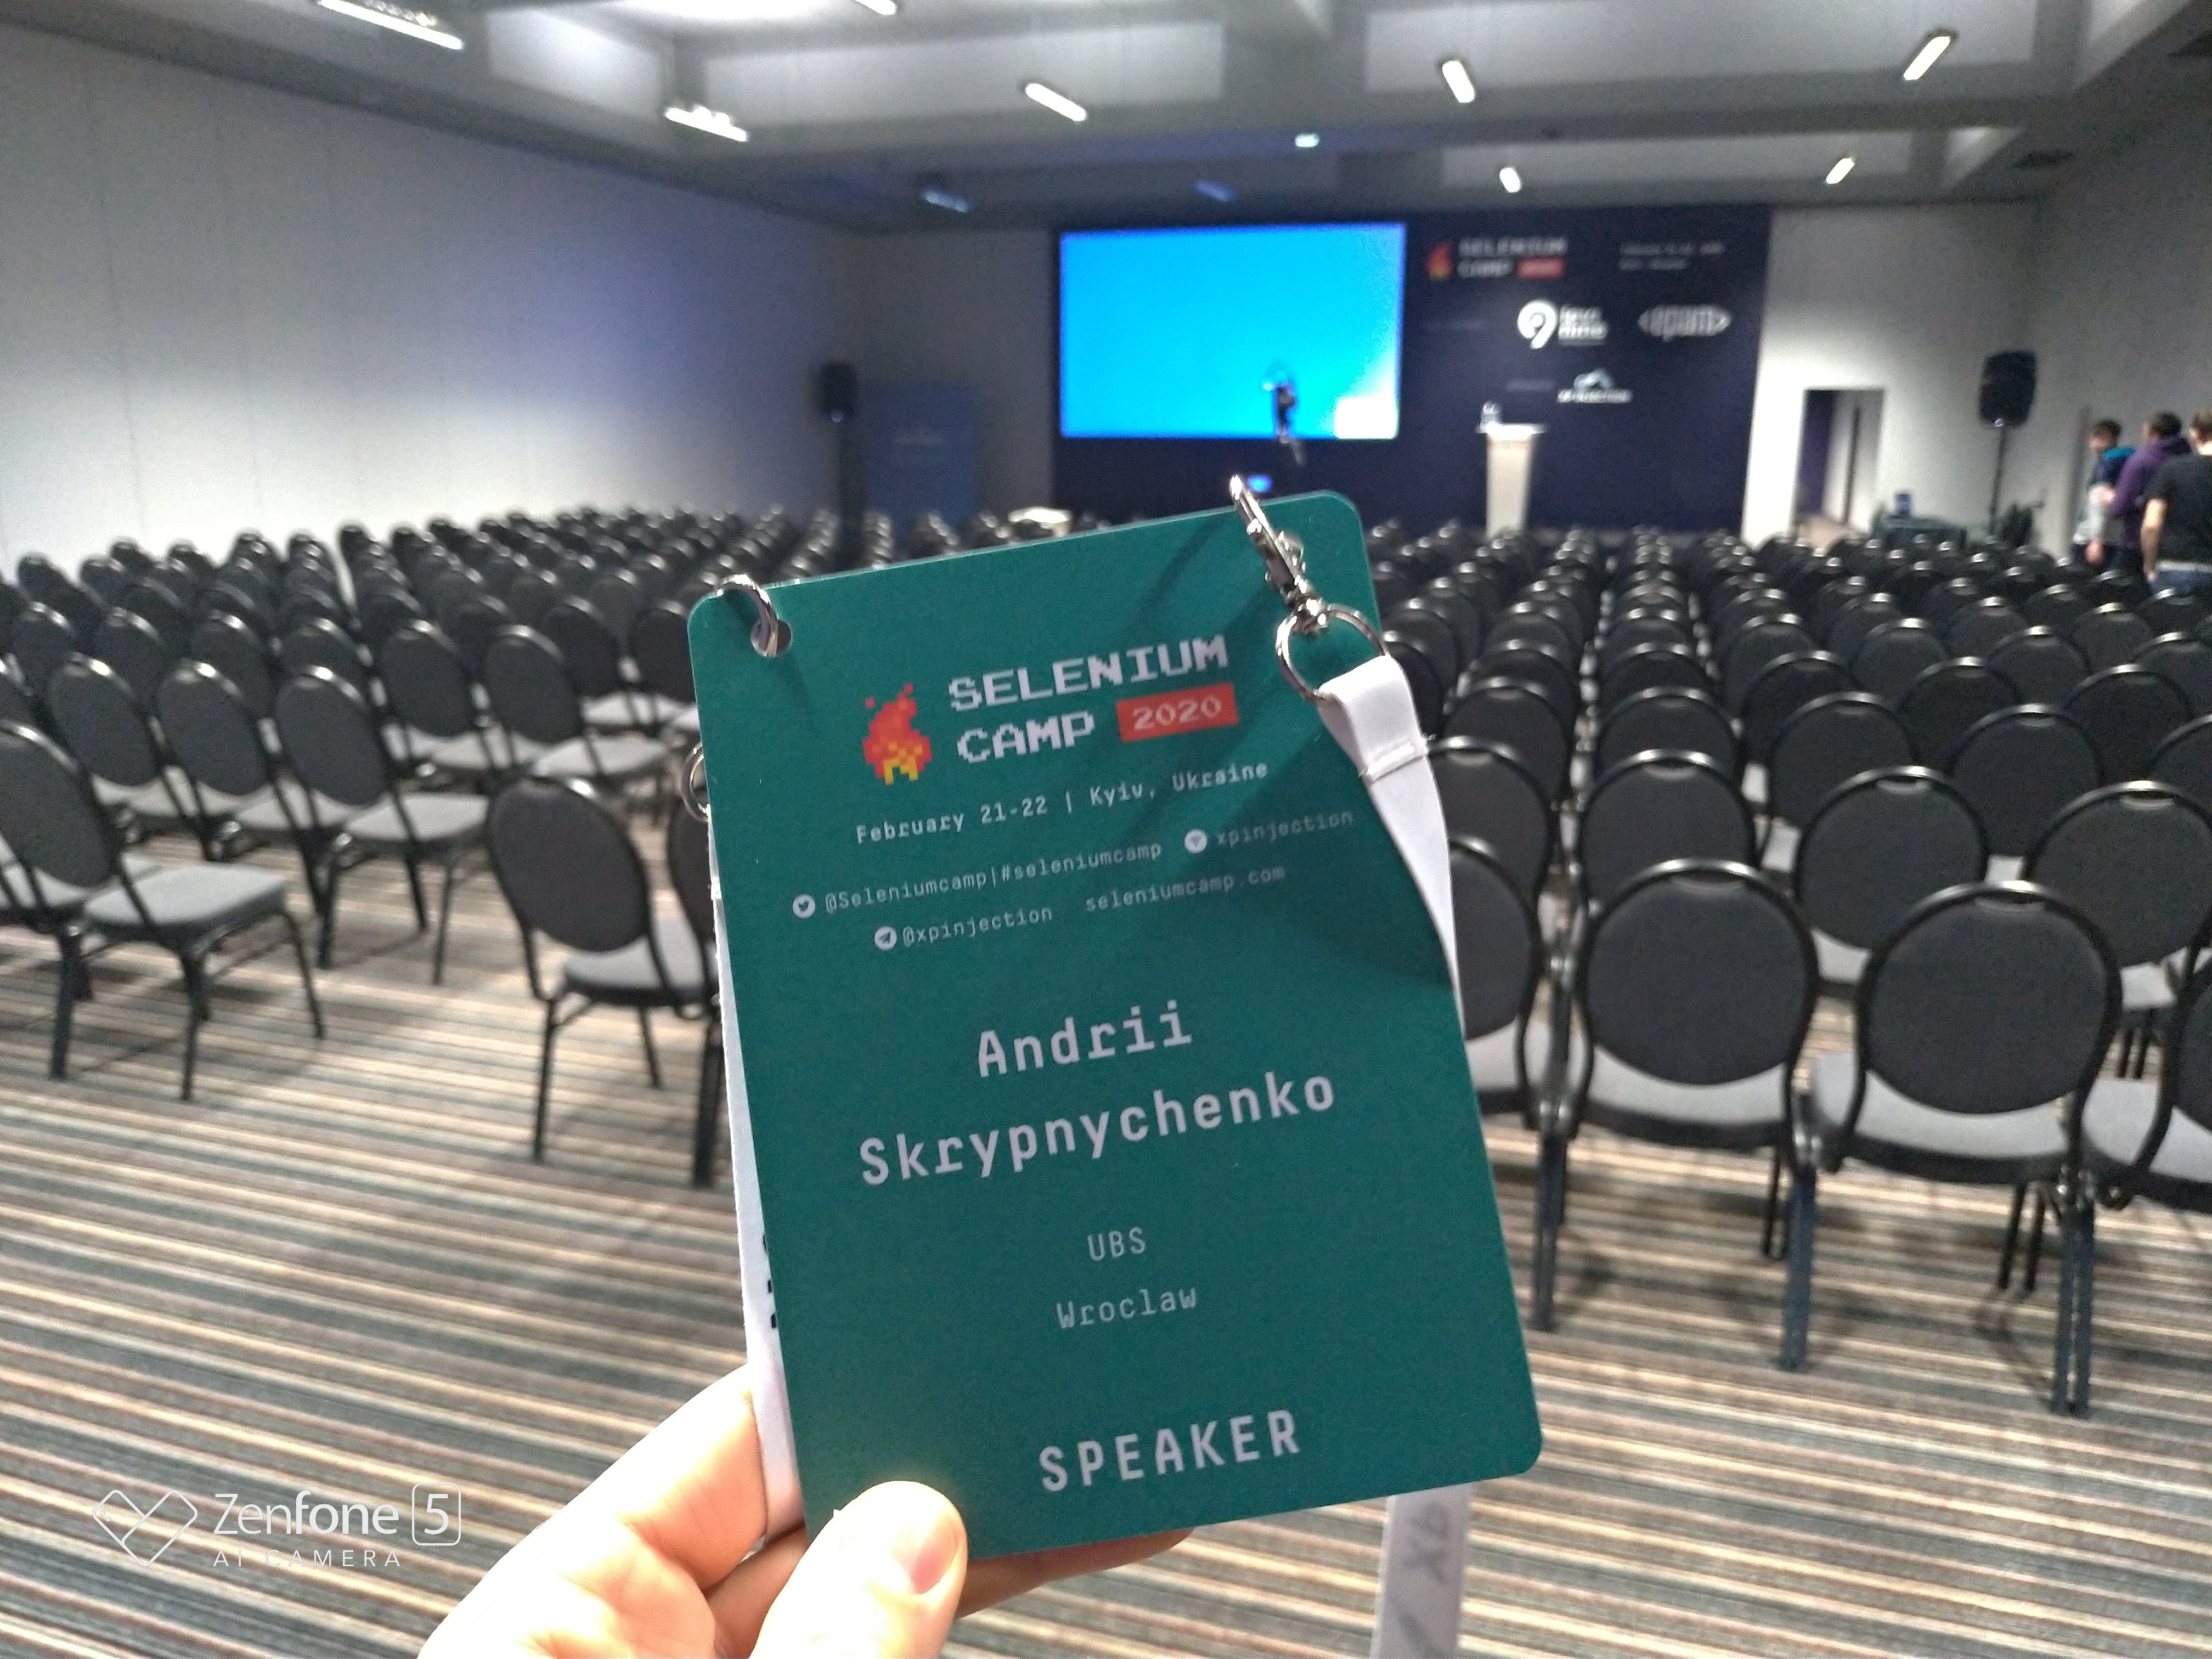 SELENIUM
CAMP 2020
epam
SELENIUM
CAMP 2020
February 21-22 | Kyiv, Ukraine
@Seleniumcamp|#seleniumcamp xpinjection
@xpinjection seleniumcamp.com
Andrii
Skrypnychenko
UBS
Wroclaw
SPEAKER
Zenfone 5
AI CAMERA